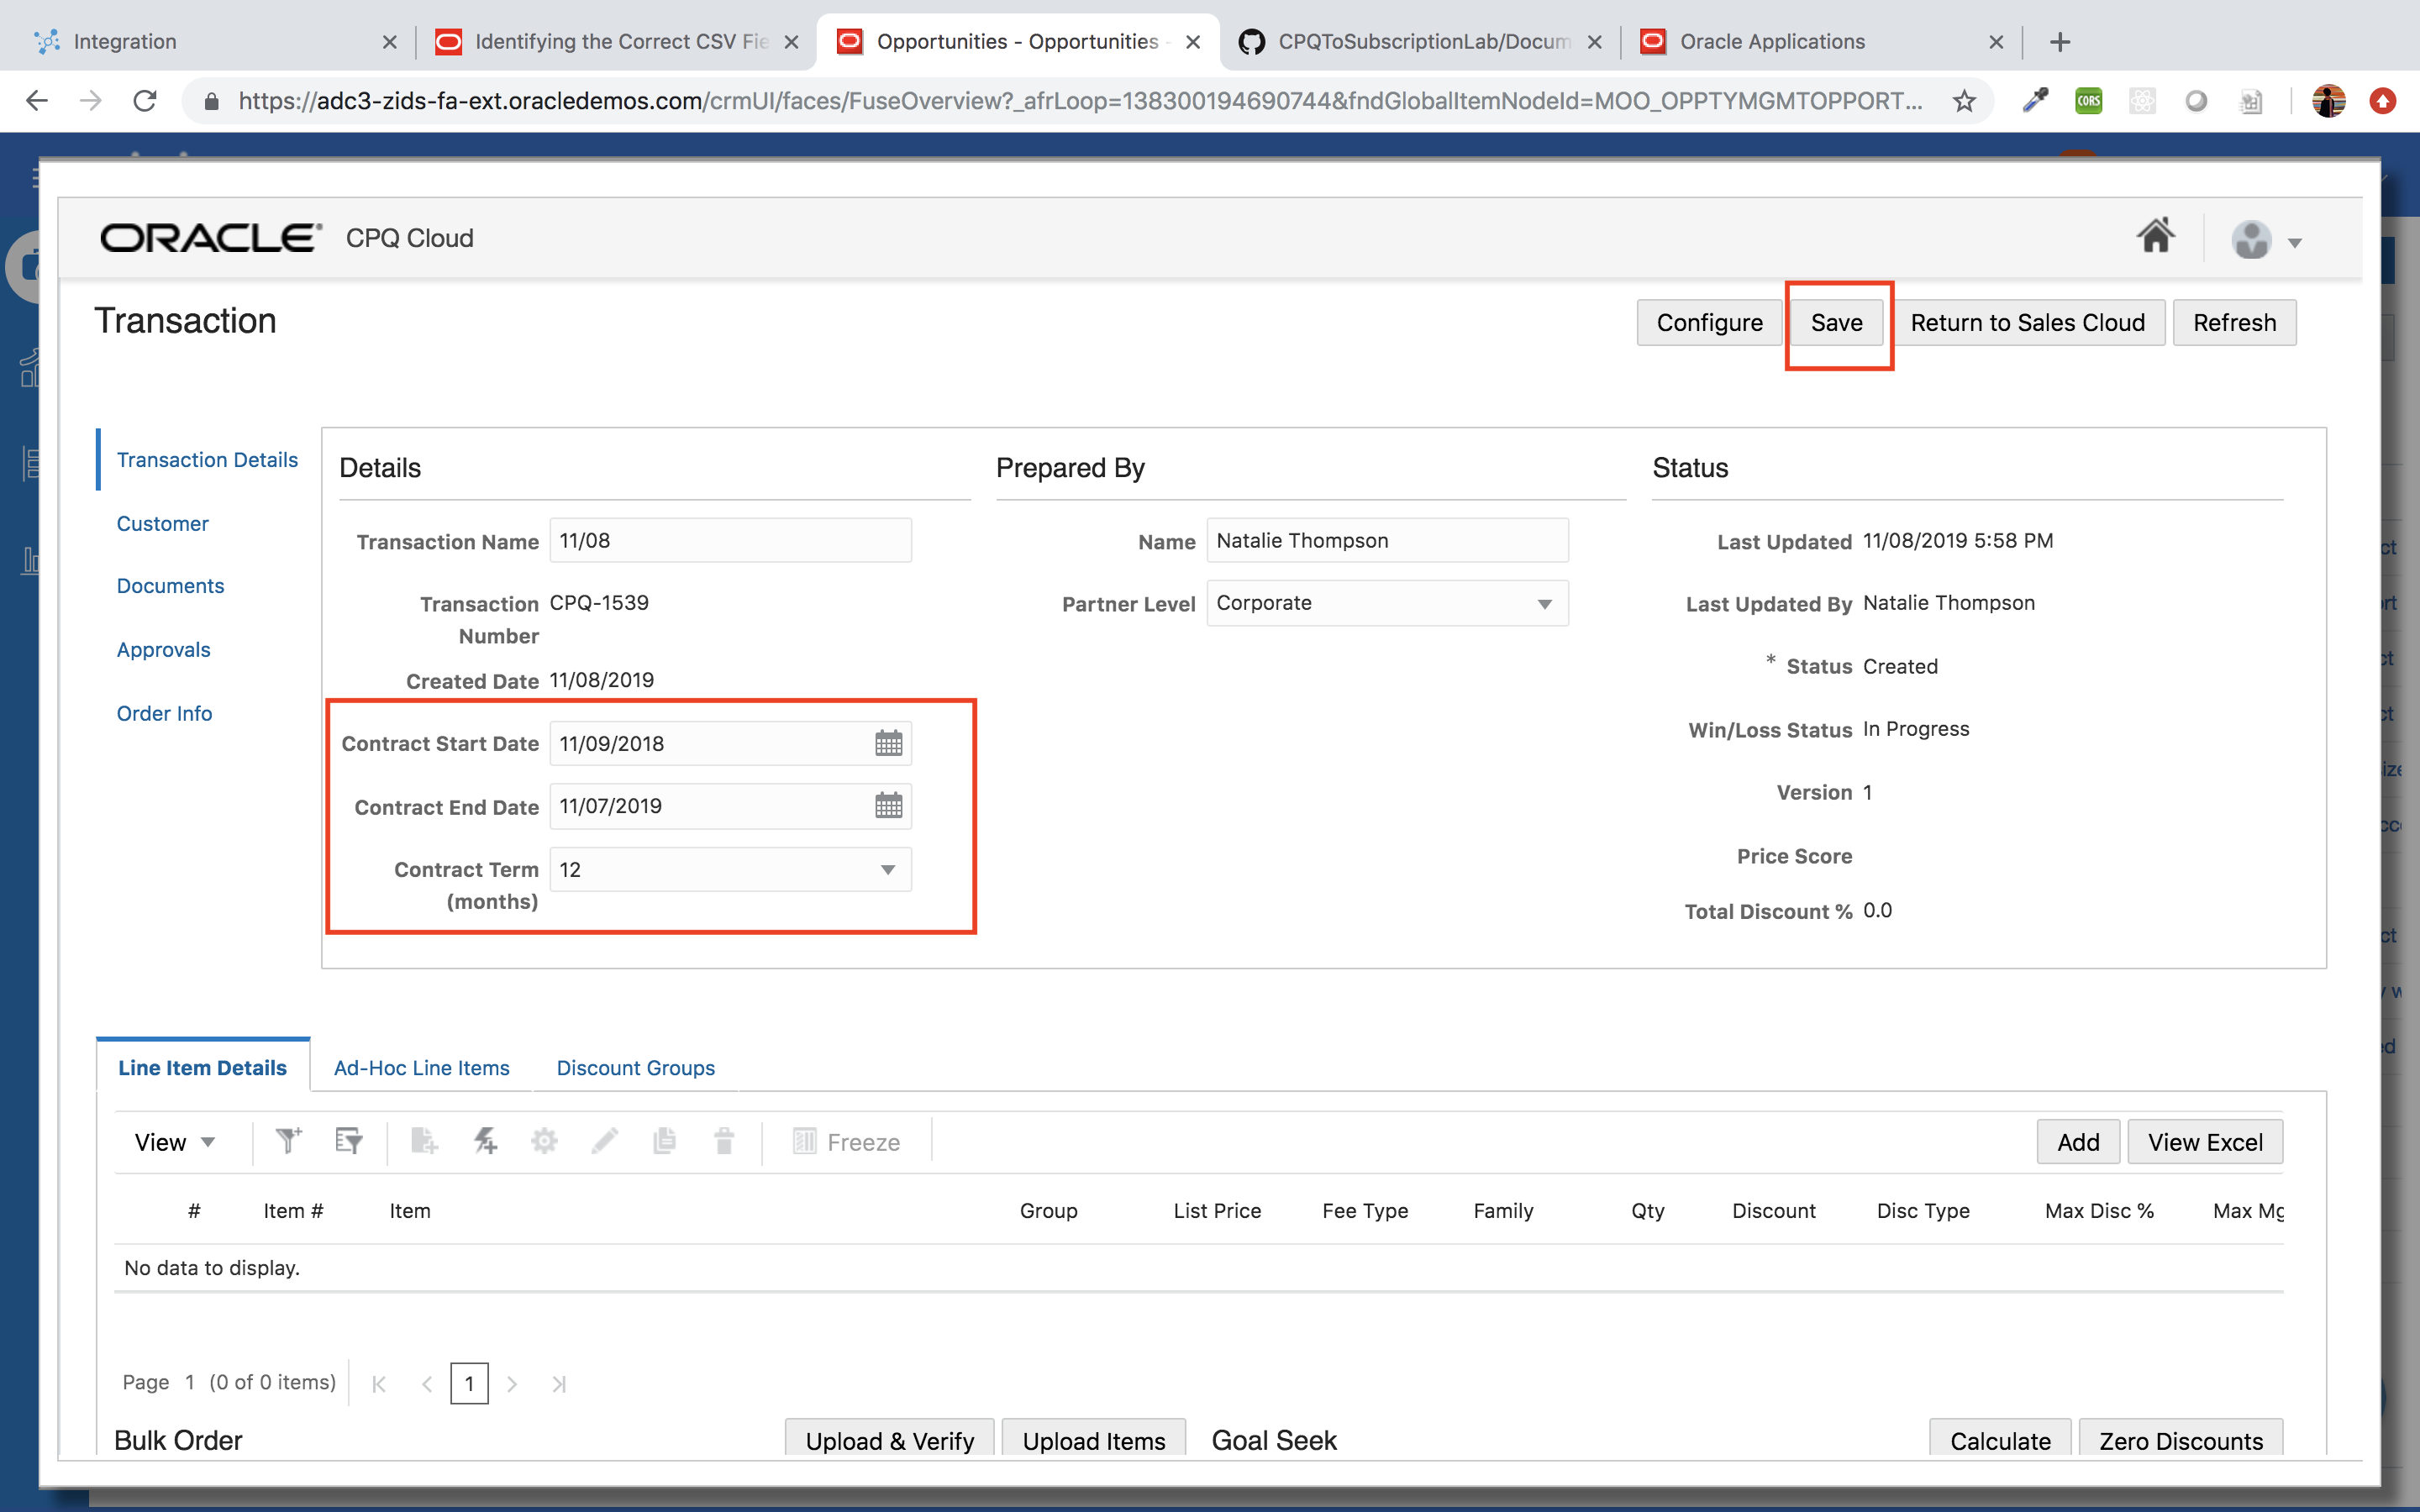 Integration
Identifying the Correct CSV Fie
Opportunities - Opportunities -
CPQToSubscriptionLab/Docum
Oracle Applications
https://adc3-zids-fa-ext.oracledemos.com/crmUI/faces/FuseOverview?_afrLoop=138300194690744&fndGlobalItemNodeId=MOO_OPPTYMGMTOPPORT...
CORS
ORACLE® CPQ Cloud
Transaction
Configure
Save
Return to Sales Cloud
Refresh
Transaction Details
Customer
Documents
Approvals
Order Info
Details
Transaction Name 11/08
Transaction Number CPQ-1539
Created Date 11/08/2019
Contract Start Date 11/09/2018
Contract End Date 11/07/2019
Contract Term (months) 12
Prepared By
Name Natalie Thompson
Partner Level Corporate
Status
Last Updated 11/08/2019 5:58 PM
Last Updated By Natalie Thompson
* Status Created
Win/Loss Status In Progress
Version 1
Price Score
Total Discount % 0.0
Line Item Details
Ad-Hoc Line Items
Discount Groups
View
Freeze
Add
View Excel
# Item # Item Group List Price Fee Type Family Qty Discount Disc Type Max Disc % Max Mg
No data to display.
Page 1 (0 of 0 items) 1
Bulk Order
Upload & Verify
Upload Items
Goal Seek
Calculate
Zero Discounts